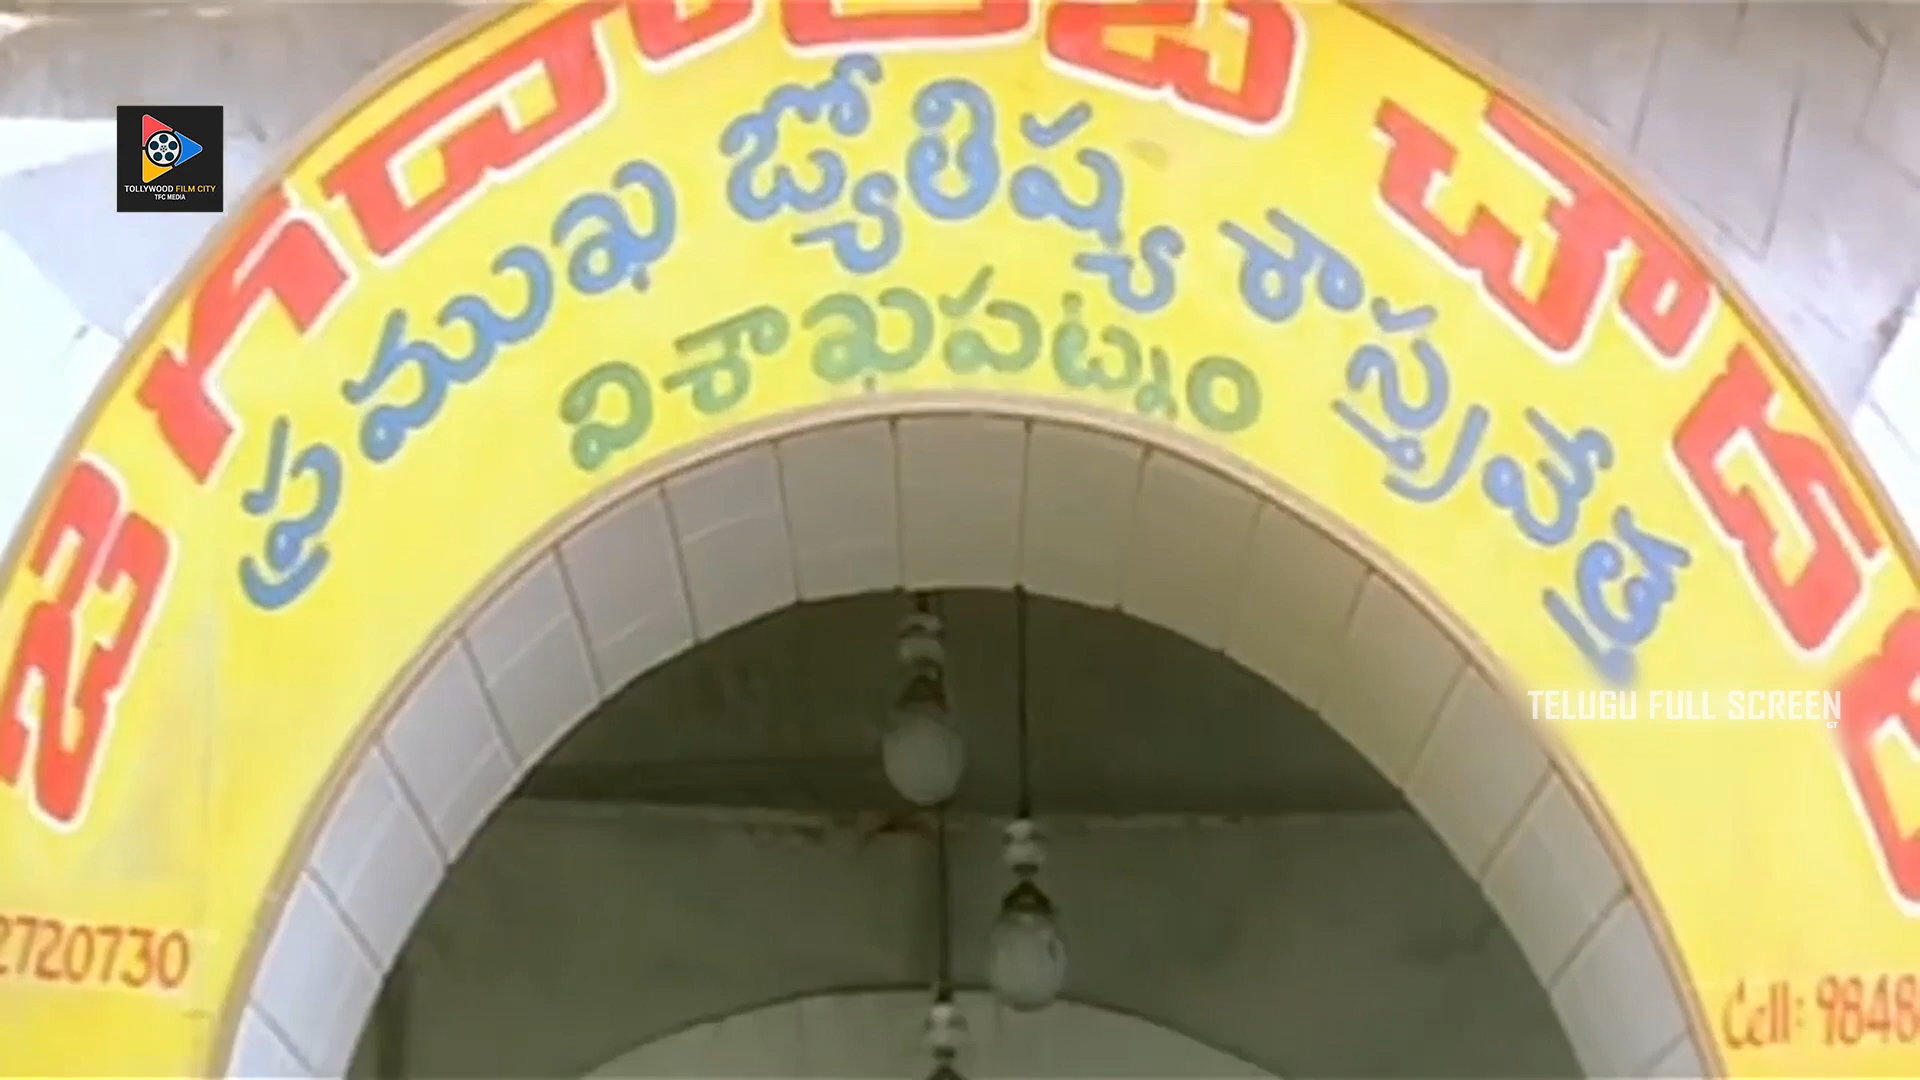 ప్రముఖ జ్యోతిష్య శాస్త్రవేత్త
విశాఖపట్నం
2720730
Cell: 9848
TOLLYWOOD FILM CITY
TFC MEDIA
TELUGU FULL SCREEN